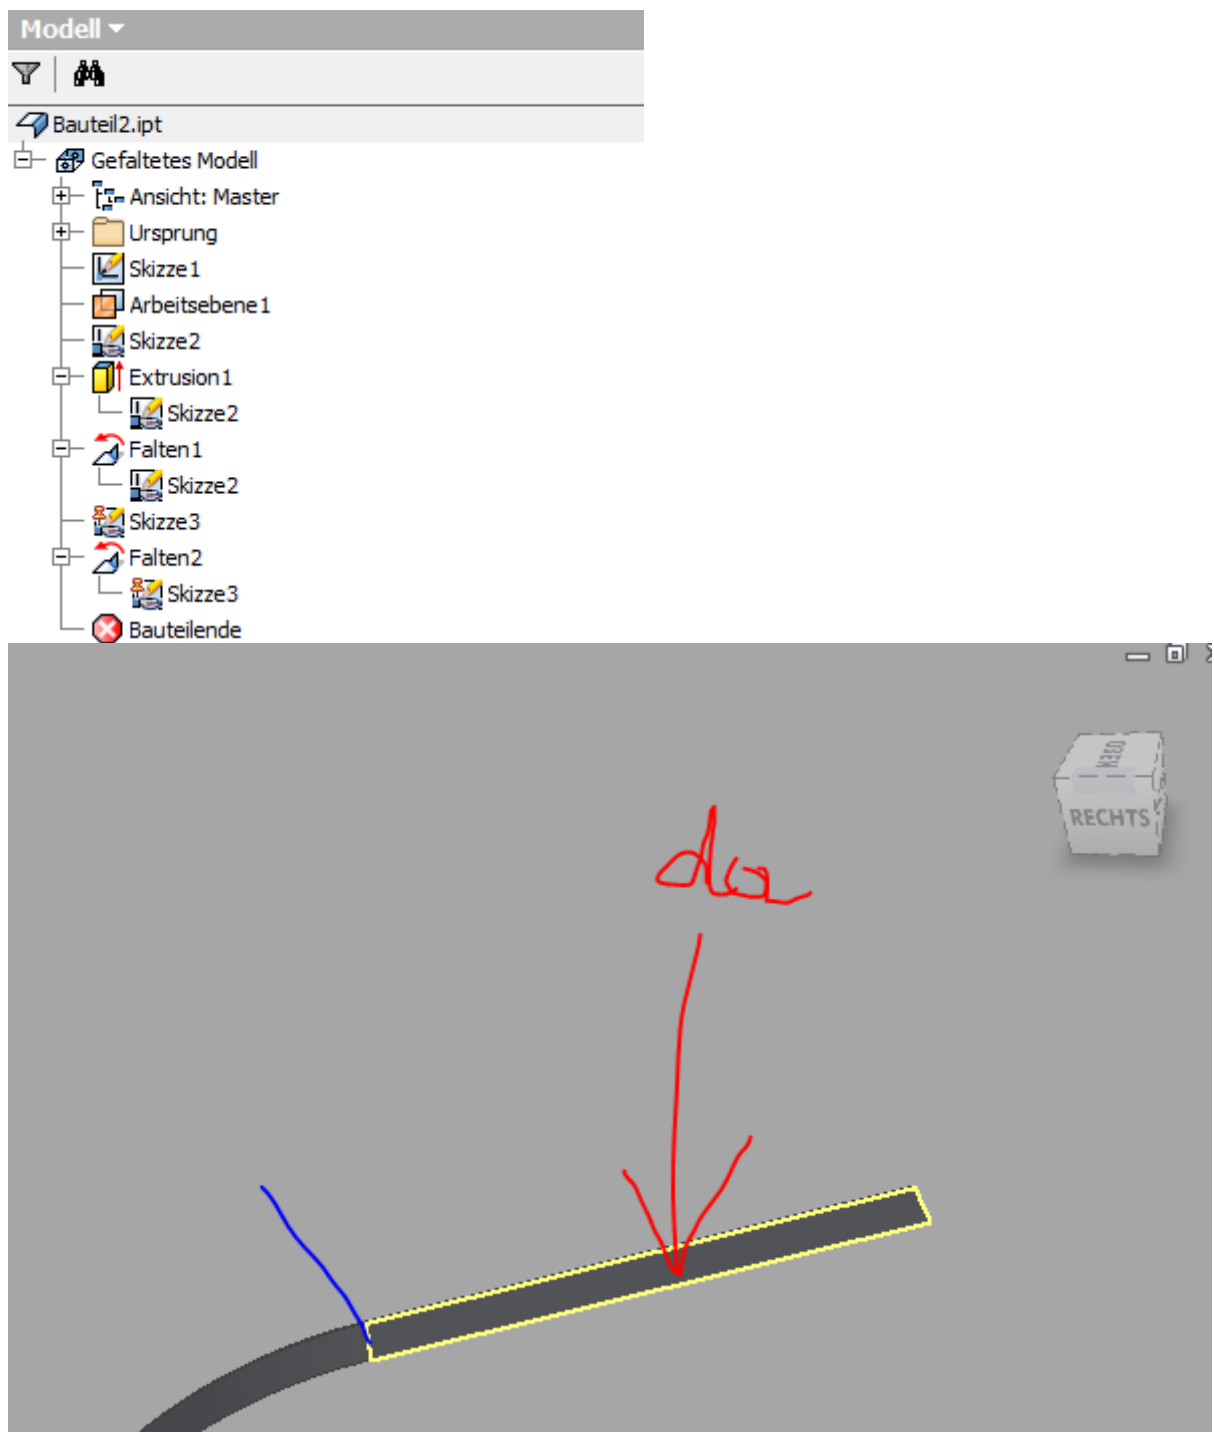 Modell
Bauteil2.ipt
Gefaltetes Modell
Ansicht: Master
Ursprung
Skizze1
Arbeitsebene1
Skizze2
Extrusion1
Skizze2
Falten1
Skizze2
Skizze3
Falten2
Skizze3
Bauteilende
OBEN
RECHTS
da